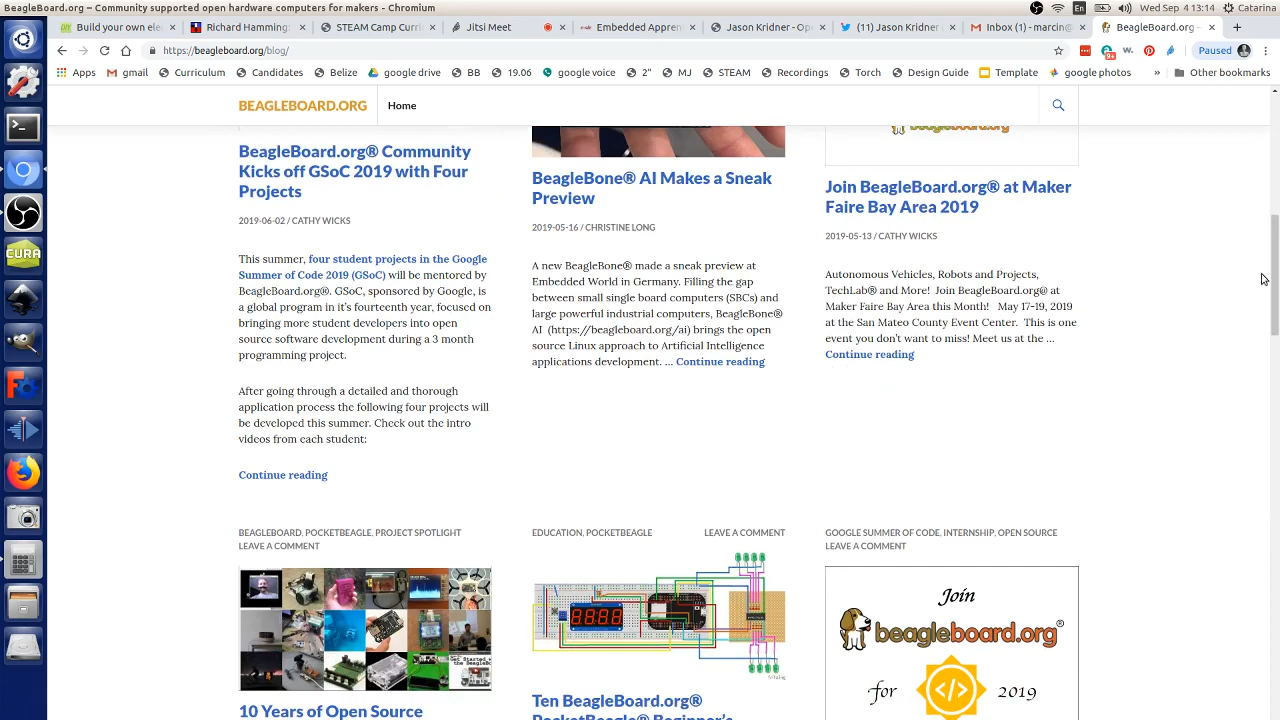 BeagleBoard.org – Community supported open hardware computers for makers - Chromium
En
Wed Sep 4 13:14
Catarina
Build your own ele
Richard Hamming:
STEAM Camp Curri
Jitsi Meet
Embedded Appren
Jason Kridner - Op
(11) Jason Kridner
Inbox (1) - marcin@
BeagleBoard.org –
https://beagleboard.org/blog/
9+
Paused
Apps
gmail
Curriculum
Candidates
Belize
google drive
BB
19.06
google voice
2"
MJ
STEAM
Recordings
Torch
Design Guide
Template
google photos
»
Other bookmarks
BEAGLEBOARD.ORG
Home
CURA
beagleboard.org
BeagleBoard.org® Community
Kicks off GSoC 2019 with Four
Projects
2019-06-02 / CATHY WICKS
This summer, four student projects in the Google
Summer of Code 2019 (GSoC) will be mentored by
BeagleBoard.org®. GSoC, sponsored by Google, is
a global program in it's fourteenth year, focused on
bringing more student developers into open
source software development during a 3 month
programming project.
After going through a detailed and thorough
application process the following four projects will
be developed this summer. Check out the intro
videos from each student:
Continue reading
BeagleBone® AI Makes a Sneak
Preview
2019-05-16 / CHRISTINE LONG
A new BeagleBone® made a sneak preview at
Embedded World in Germany. Filling the gap
between small single board computers (SBCs) and
large powerful industrial computers, BeagleBone®
AI (https://beagleboard.org/ai) brings the open
source Linux approach to Artificial Intelligence
applications development. … Continue reading
Join BeagleBoard.org® at Maker
Faire Bay Area 2019
2019-05-13 / CATHY WICKS
Autonomous Vehicles, Robots and Projects,
TechLab® and More! Join BeagleBoard.org@ at
Maker Faire Bay Area this Month! May 17-19, 2019
at the San Mateo County Event Center. This is one
event you don't want to miss! Meet us at the …
Continue reading
BEAGLEBOARD, POCKETBEAGLE, PROJECT SPOTLIGHT
LEAVE A COMMENT
Get Started w
the BeagleBo
10 Years of Open Source
EDUCATION, POCKETBEAGLE
LEAVE A COMMENT
88:88
Ten BeagleBoard.org®
PocketBeagle® Beginner's
GOOGLE SUMMER OF CODE, INTERNSHIP, OPEN SOURCE
LEAVE A COMMENT
Join
beagleboard.org®
for </> 2019